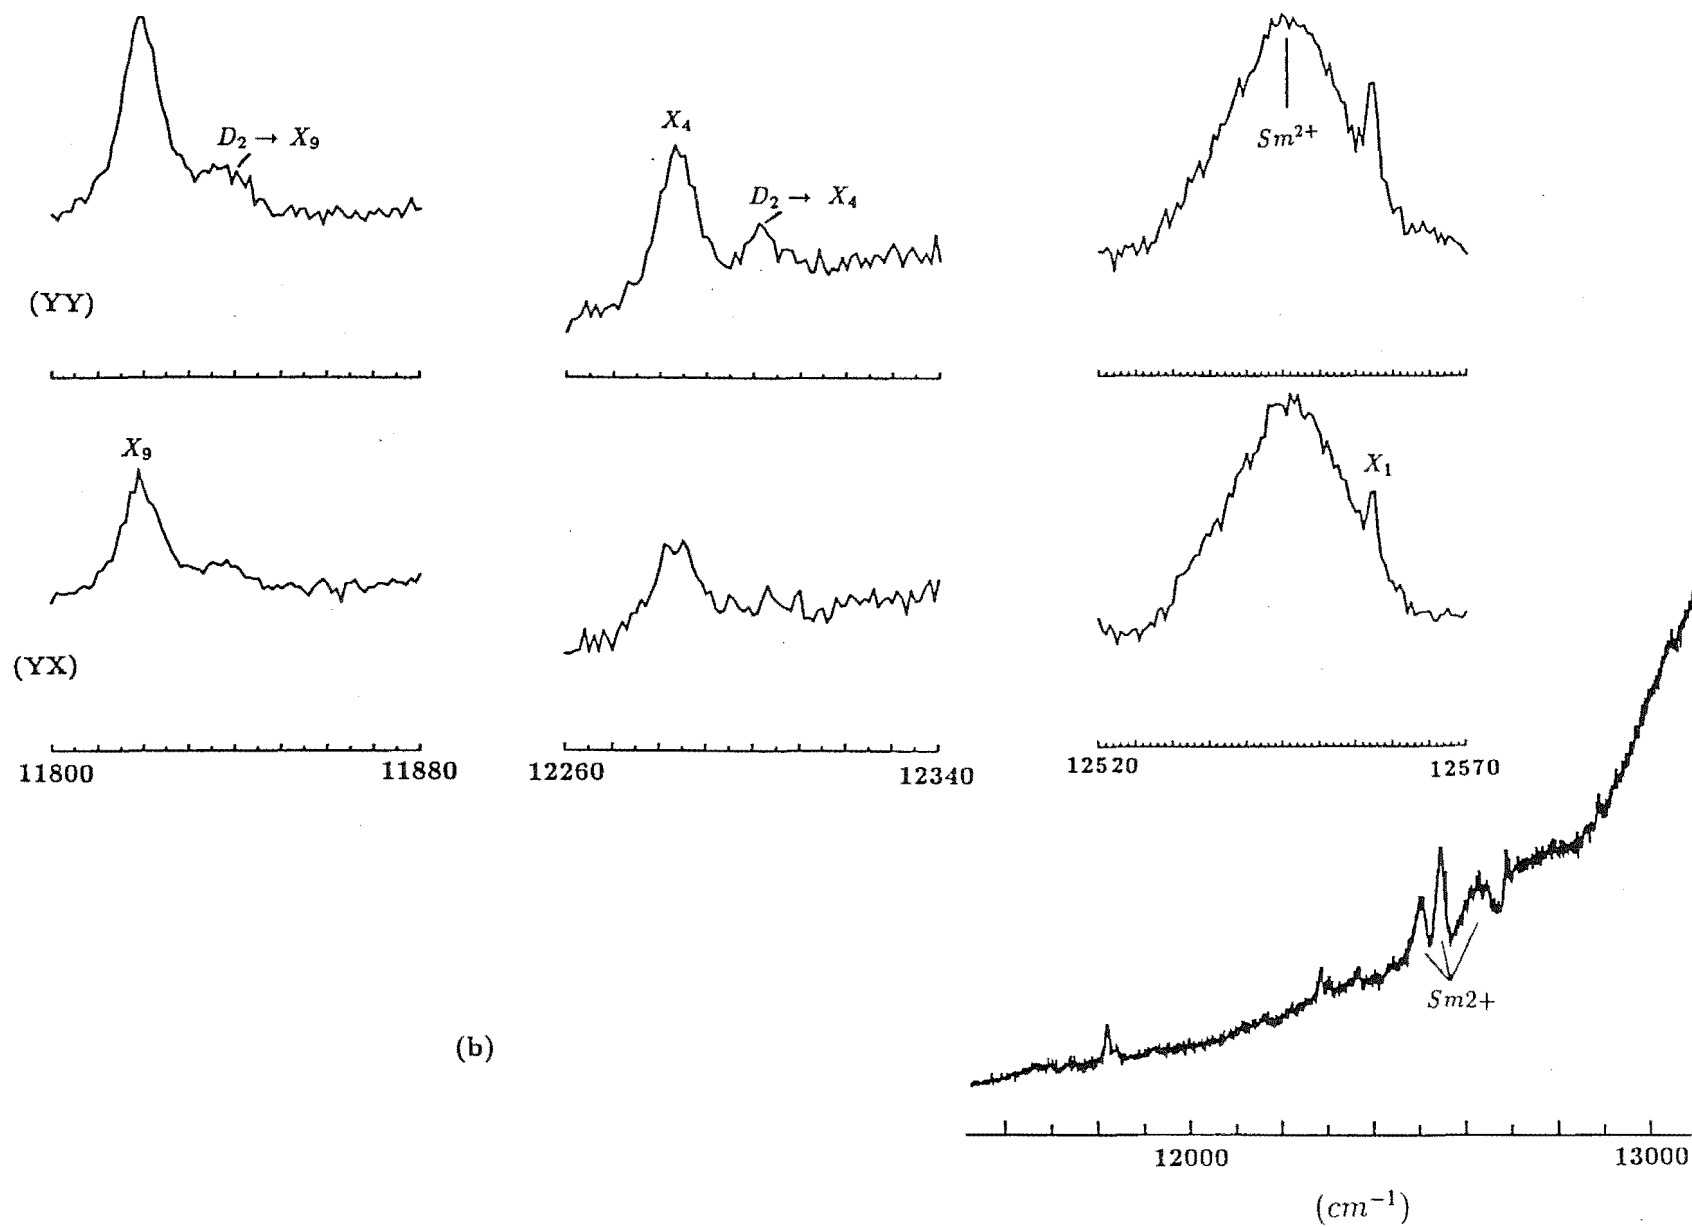 D₂ → X₉
X₄
D₂ → X₄
Sm²⁺
(YY)
X₉
X₁
(YX)
11800 11880 12260 12340 12520 12570
Sm2+
(b)
12000 13000
(cm⁻¹)